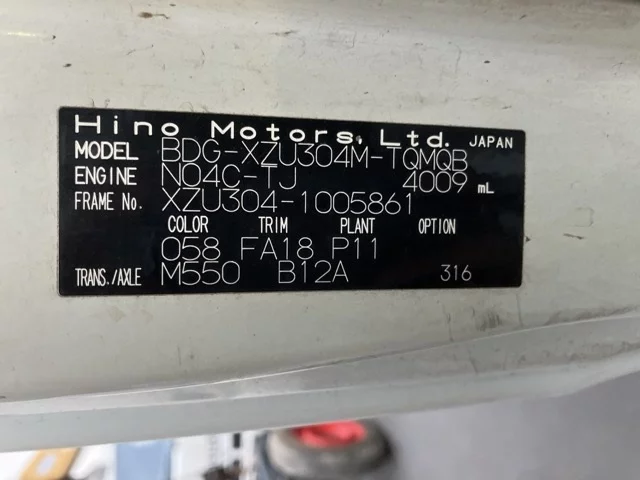 Hino Motors, Ltd. JAPAN
MODEL BDG-XZU304M-TQMQB
ENGINE N04C-TJ 4009 mL
FRAME No. XZU304-1005861
COLOR TRIM PLANT OPTION
058 FA18 P11
TRANS./AXLE M550 B12A 316